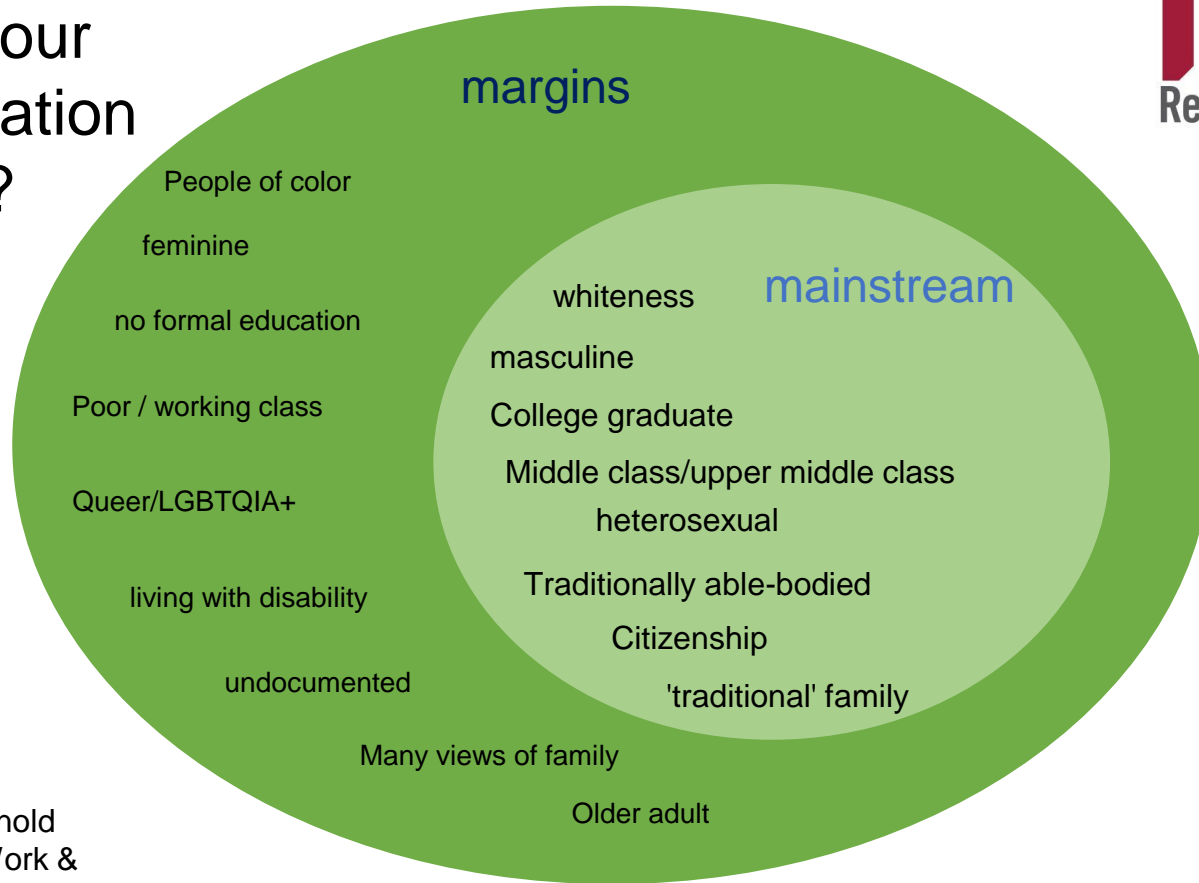 our
ation
?
margins
Re
People of color
feminine
no formal education
Poor / working class
Queer/LGBTQIA+
living with disability
undocumented
Many views of family
Older adult
mainstream
whiteness
masculine
College graduate
Middle class/upper middle class
heterosexual
Traditionally able-bodied
Citizenship
'traditional' family
nold
ork &